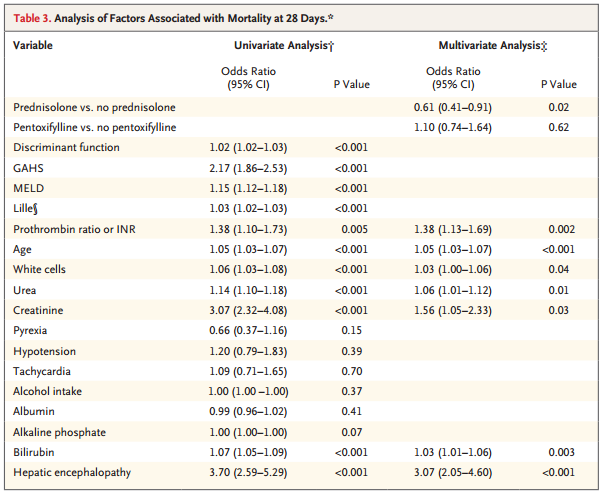 Table 3. Analysis of Factors Associated with Mortality at 28 Days.*
Variable Univariate Analysis† Multivariate Analysis‡
Odds Ratio (95% CI) P Value Odds Ratio (95% CI) P Value
Prednisolone vs. no prednisolone 0.61 (0.41–0.91) 0.02
Pentoxifylline vs. no pentoxifylline 1.10 (0.74–1.64) 0.62
Discriminant function 1.02 (1.02–1.03) <0.001
GAHS 2.17 (1.86–2.53) <0.001
MELD 1.15 (1.12–1.18) <0.001
Lille§ 1.03 (1.02–1.03) <0.001
Prothrombin ratio or INR 1.38 (1.10–1.73) 0.005 1.38 (1.13–1.69) 0.002
Age 1.05 (1.03–1.07) <0.001 1.05 (1.03–1.07) <0.001
White cells 1.06 (1.03–1.08) <0.001 1.03 (1.00–1.06) 0.04
Urea 1.14 (1.10–1.18) <0.001 1.06 (1.01–1.12) 0.01
Creatinine 3.07 (2.32–4.08) <0.001 1.56 (1.05–2.33) 0.03
Pyrexia 0.66 (0.37–1.16) 0.15
Hypotension 1.20 (0.79–1.83) 0.39
Tachycardia 1.09 (0.71–1.65) 0.70
Alcohol intake 1.00 (1.00–1.00) 0.37
Albumin 0.99 (0.96–1.02) 0.41
Alkaline phosphate 1.00 (1.00-1.00) 0.07
Bilirubin 1.07 (1.05–1.09) <0.001 1.03 (1.01–1.06) 0.003
Hepatic encephalopathy 3.70 (2.59–5.29) <0.001 3.07 (2.05–4.60) <0.001